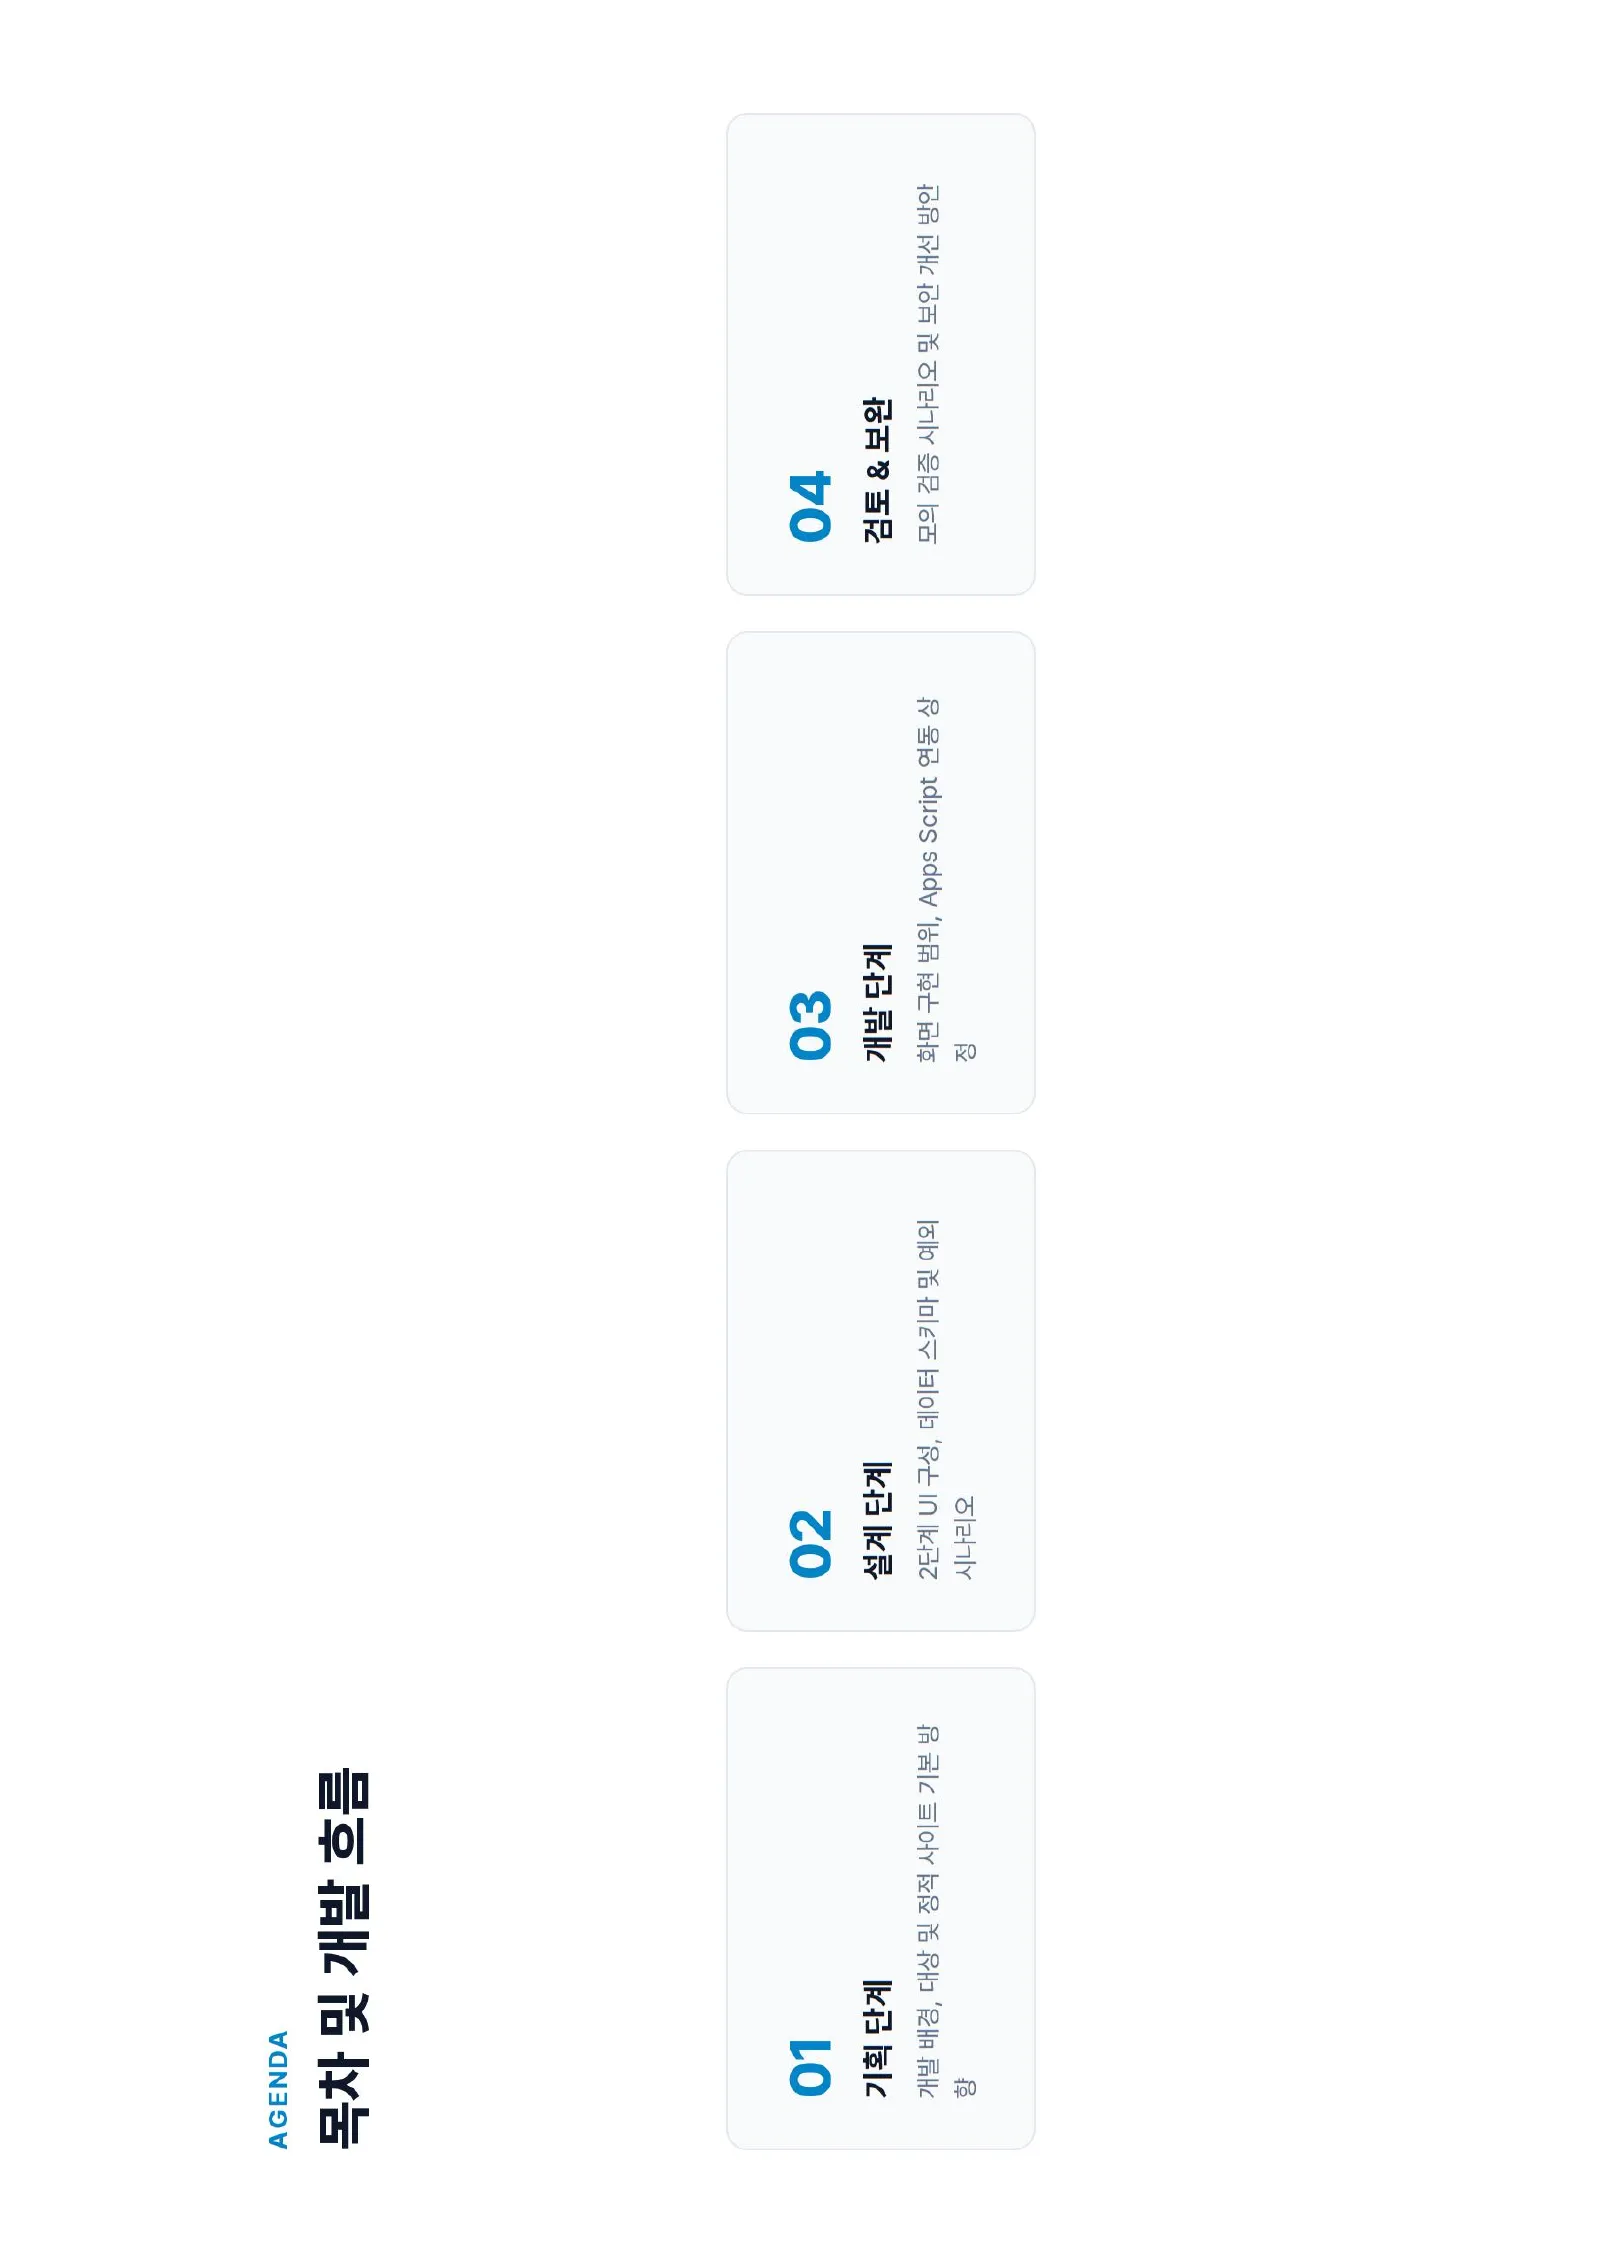 AGENDA
목차 및 개발 흐름
01
기획 단계
개발 배경, 대상 및 정적 사이트 기본 방
향
02
설계 단계
2단계 UI 구성, 데이터 스키마 및 예외
시나리오
03
개발 단계
화면 구현 범위, Apps Script 연동 상
정
04
검토 & 보완
모의 검증 시나리오 및 보안 개선 방안